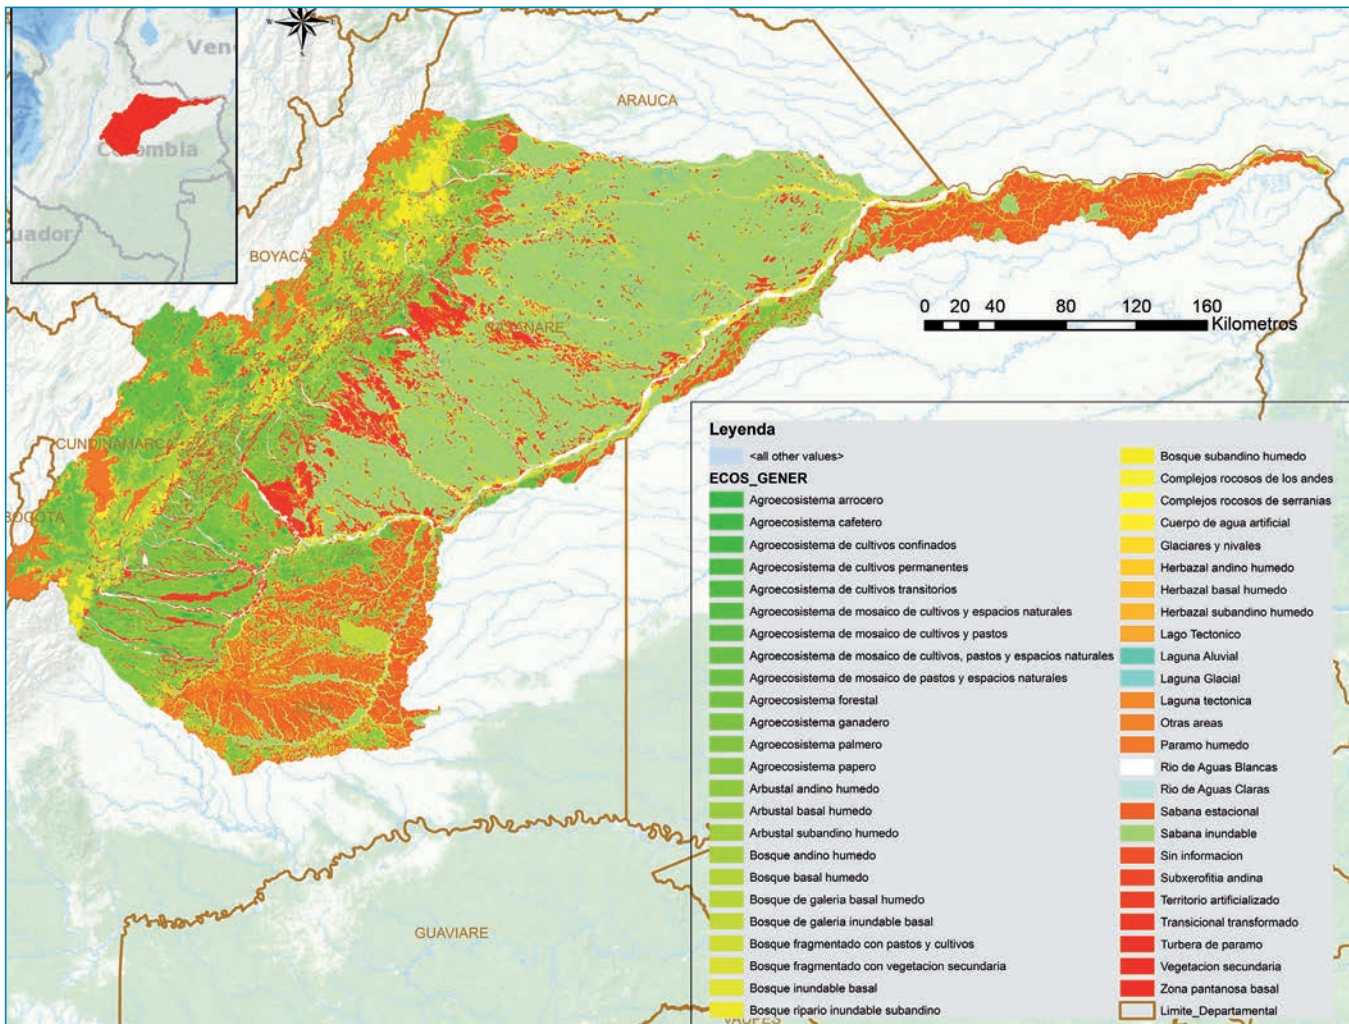 Colombia
uador
ARAUCA
BOYACA
CASANARE
CUNDINAMARCA
BOGOTA
GUAVIARE
VAUPES
0 20 40 80 120 160
Kilometros
Leyenda
<all other values>
ECOS_GENER
Agroecosistema arrocero
Agroecosistema cafetero
Agroecosistema de cultivos confinados
Agroecosistema de cultivos permanentes
Agroecosistema de cultivos transitorios
Agroecosistema de mosaico de cultivos y espacios naturales
Agroecosistema de mosaico de cultivos y pastos
Agroecosistema de mosaico de cultivos, pastos y espacios naturales
Agroecosistema de mosaico de pastos y espacios naturales
Agroecosistema forestal
Agroecosistema ganadero
Agroecosistema palmero
Agroecosistema papero
Arbustal andino humedo
Arbustal basal humedo
Arbustal subandino humedo
Bosque andino humedo
Bosque basal humedo
Bosque de galeria basal humedo
Bosque de galeria inundable basal
Bosque fragmentado con pastos y cultivos
Bosque fragmentado con vegetacion secundaria
Bosque inundable basal
Bosque ripario inundable subandino
Bosque subandino humedo
Complejos rocosos de los andes
Complejos rocosos de serranias
Cuerpo de agua artificial
Glaciares y nivales
Herbazal andino humedo
Herbazal basal humedo
Herbazal subandino humedo
Lago Tectonico
Laguna Aluvial
Laguna Glacial
Laguna tectonica
Otras areas
Paramo humedo
Rio de Aguas Blancas
Rio de Aguas Claras
Sabana estacional
Sabana inundable
Sin informacion
Subxerofitia andina
Territorio artificializado
Transicional transformado
Turbera de paramo
Vegetacion secundaria
Zona pantanosa basal
Limite_Departamental